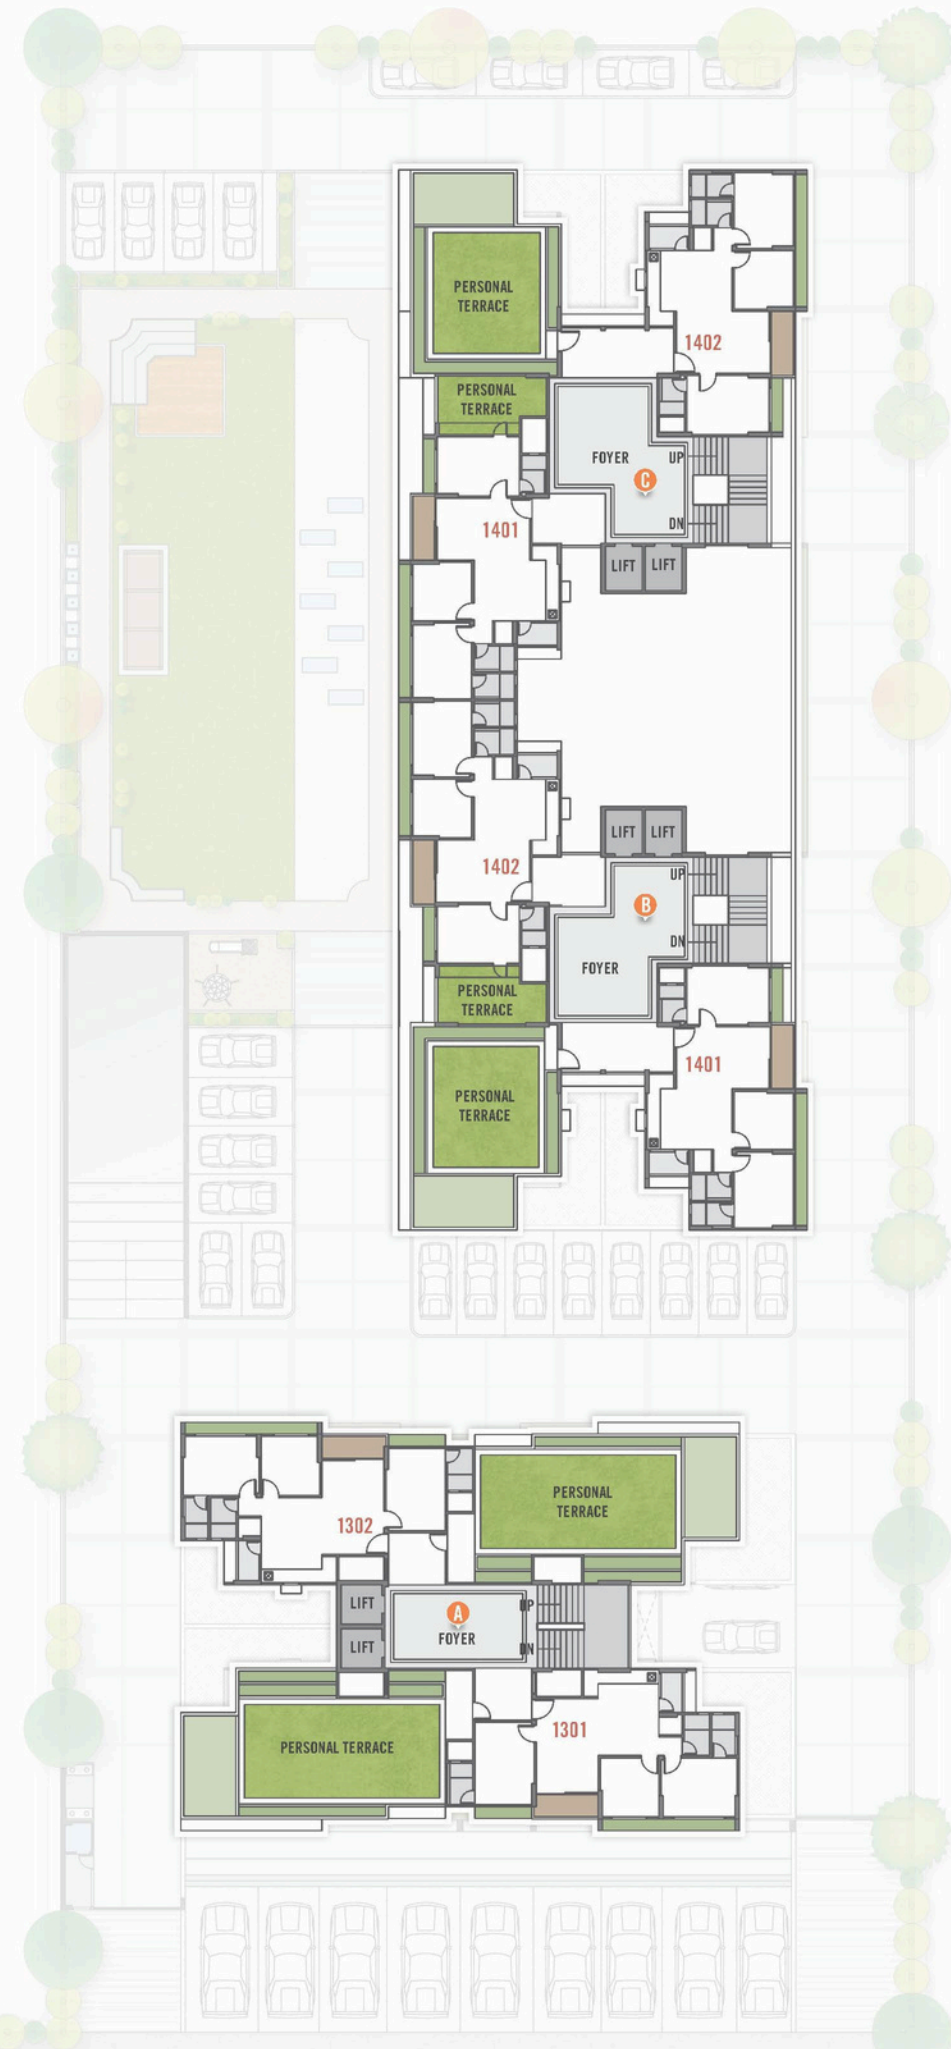 PERSONAL
TERRACE
1402
PERSONAL
TERRACE
FOYER
UP
C
DN
1401
LIFT
LIFT
LIFT
LIFT
1402
UP
B
DN
FOYER
PERSONAL
TERRACE
1401
PERSONAL
TERRACE
PERSONAL
TERRACE
1302
LIFT
A
UP
FOYER
LIFT
DN
1301
PERSONAL TERRACE